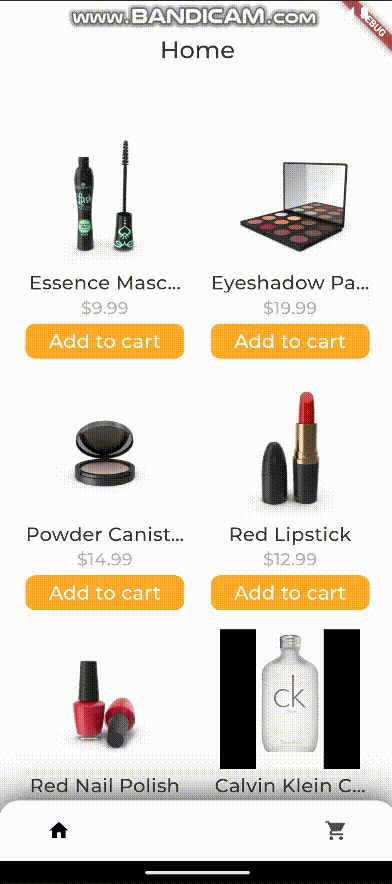 www.BANDICAM.com
Home
Essence Masc...
$9.99
Add to cart
Eyeshadow Pa...
$19.99
Add to cart
Powder Canist...
$14.99
Add to cart
Red Lipstick
$12.99
Add to cart
ck
Red Nail Polish
Calvin Klein C...